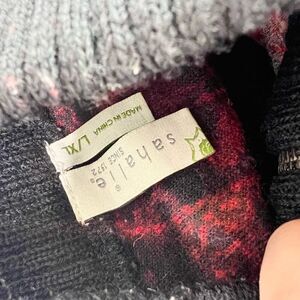 MADE IN CHINA
L/XL
sahalie
®
SINCE 1972